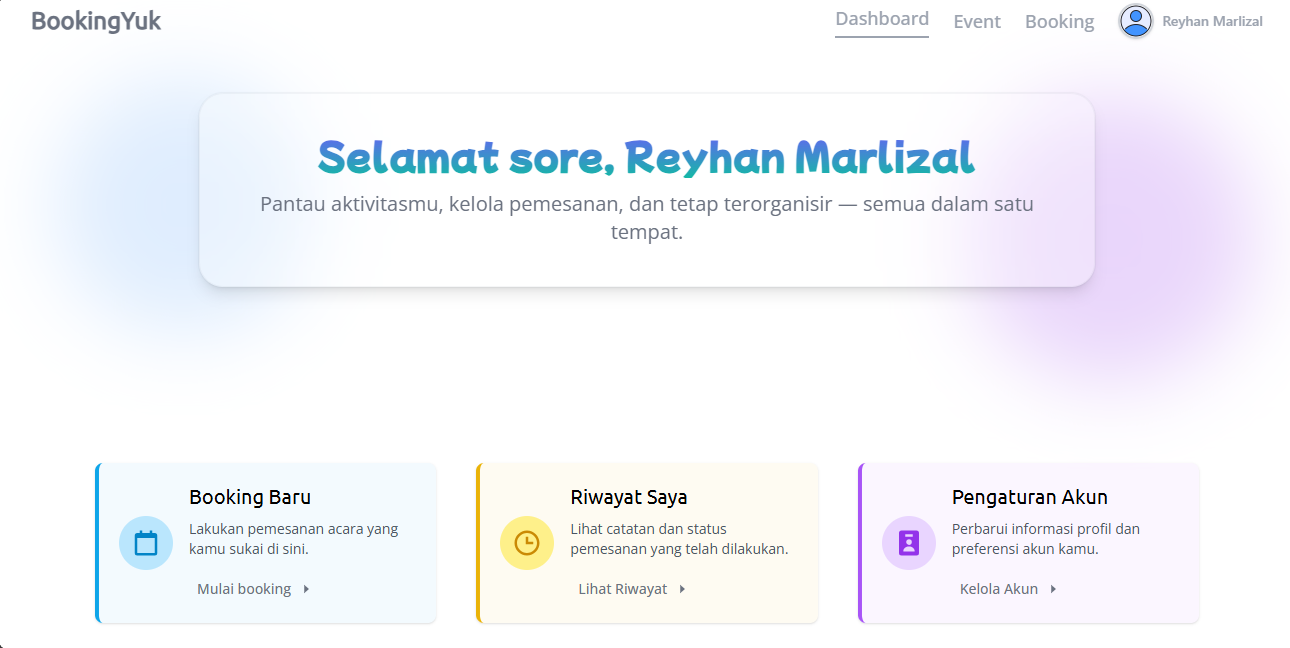 BookingYuk
Dashboard
Event
Booking
Reyhan Marlizal
Selamat sore, Reyhan Marlizal
Pantau aktivitasmu, kelola pemesanan, dan tetap terorganisir — semua dalam satu
tempat.
Booking Baru
Lakukan pemesanan acara yang
kamu sukai di sini.
Mulai booking
Riwayat Saya
Lihat catatan dan status
pemesanan yang telah dilakukan.
Lihat Riwayat
Pengaturan Akun
Perbarui informasi profil dan
preferensi akun kamu.
Kelola Akun